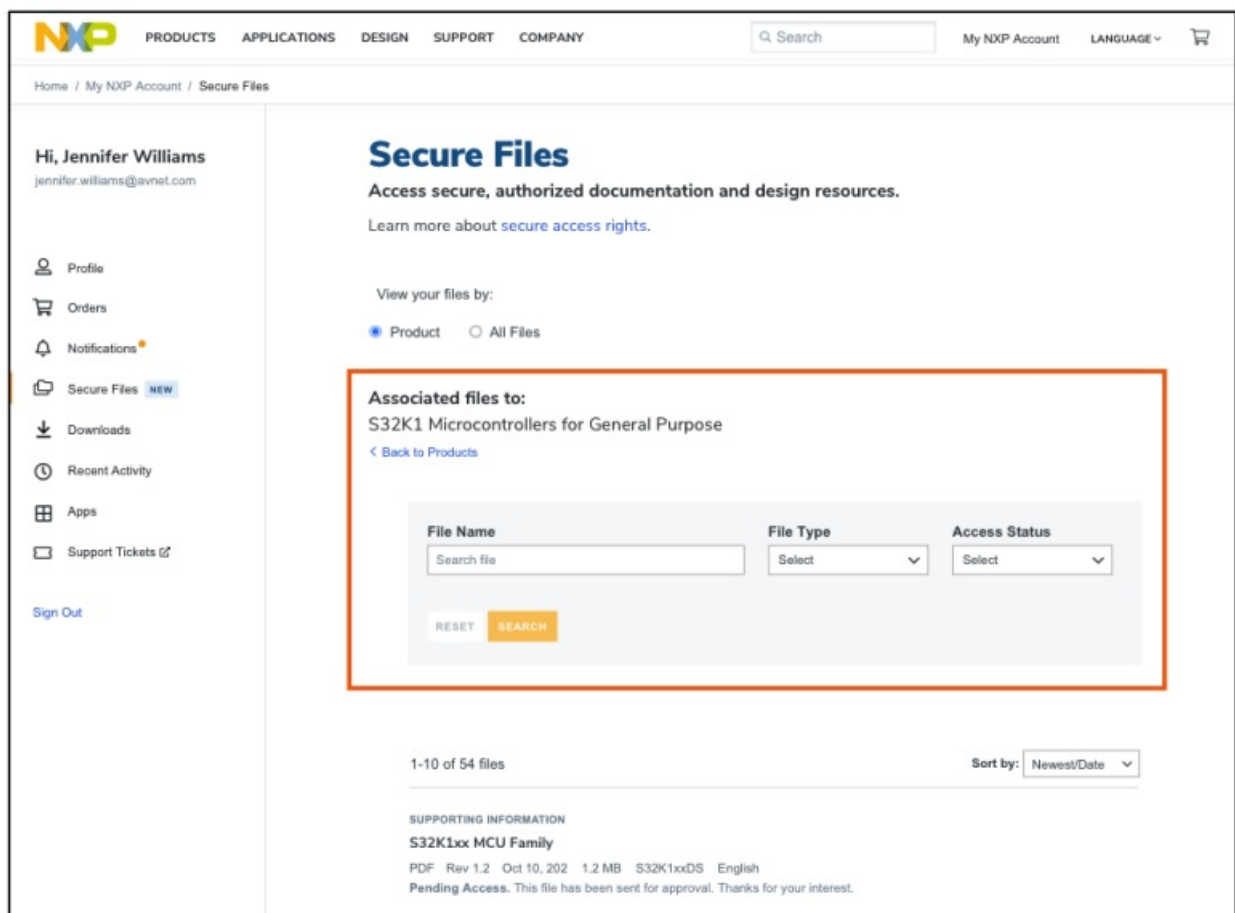 NXP PRODUCTS APPLICATIONS DESIGN SUPPORT COMPANY Search My NXP Account LANGUAGE
Home / My NXP Account / Secure Files
Hi, Jennifer Williams
jennifer.williams@avnet.com
Profile
Orders
Notifications
Secure Files NEW
Downloads
Recent Activity
Apps
Support Tickets
Sign Out
Secure Files
Access secure, authorized documentation and design resources.
Learn more about secure access rights.
View your files by:
Product All Files
Associated files to:
S32K1 Microcontrollers for General Purpose
< Back to Products
File Name File Type Access Status
Search file Select Select
RESET SEARCH
1-10 of 54 files Sort by: Newest/Date
SUPPORTING INFORMATION
S32K1xx MCU Family
PDF Rev 1.2 Oct 10, 202 1.2 MB S32K1xxDS English
Pending Access. This file has been sent for approval. Thanks for your interest.